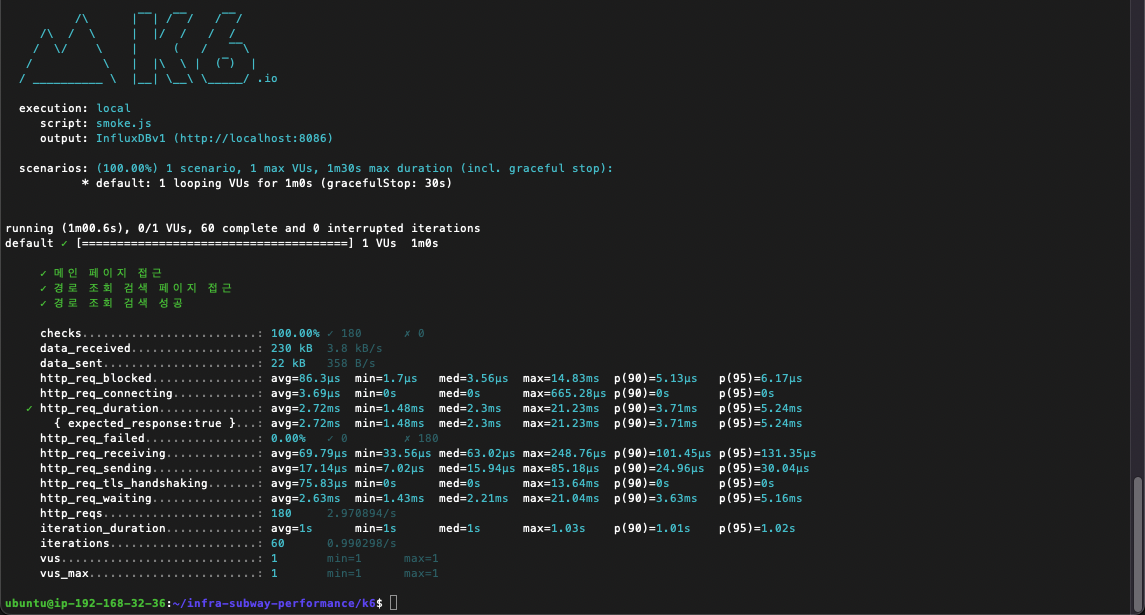 K6
.io
execution: local
script: smoke.js
output: InfluxDBv1 (http://localhost:8086)
scenarios: (100.00%) 1 scenario, 1 max VUs, 1m30s max duration (incl. graceful stop):
* default: 1 looping VUs for 1m0s (gracefulStop: 30s)
running (1m00.6s), 0/1 VUs, 60 complete and 0 interrupted iterations
default ✓ [======================================] 1 VUs  1m0s
✓ 메인 페이지 접근
✓ 경로 조회 검색 페이지 접근
✓ 경로 조회 검색 성공
checks.........................: 100.00% ✓ 180      ✗ 0
data_received..................: 230 kB  3.8 kB/s
data_sent......................: 22 kB   358 B/s
http_req_blocked...............: avg=86.3µs  min=1.7µs   med=3.56µs  max=14.83ms  p(90)=5.13µs   p(95)=6.17µs
http_req_connecting............: avg=3.69µs  min=0s      med=0s      max=665.28µs p(90)=0s       p(95)=0s
✓ http_req_duration..............: avg=2.72ms  min=1.48ms  med=2.3ms   max=21.23ms  p(90)=3.71ms   p(95)=5.24ms
{ expected_response:true }...: avg=2.72ms  min=1.48ms  med=2.3ms   max=21.23ms  p(90)=3.71ms   p(95)=5.24ms
http_req_failed................: 0.00%   ✓ 0        ✗ 180
http_req_receiving.............: avg=69.79µs min=33.56µs med=63.02µs max=248.76µs p(90)=101.45µs p(95)=131.35µs
http_req_sending...............: avg=17.14µs min=7.02µs  med=15.94µs max=85.18µs  p(90)=24.96µs  p(95)=30.04µs
http_req_tls_handshaking.......: avg=75.83µs min=0s      med=0s      max=13.64ms  p(90)=0s       p(95)=0s
http_req_waiting...............: avg=2.63ms  min=1.43ms  med=2.21ms  max=21.04ms  p(90)=3.63ms   p(95)=5.16ms
http_reqs......................: 180     2.970894/s
iteration_duration.............: avg=1s      min=1s      med=1s      max=1.03s    p(90)=1.01s    p(95)=1.02s
iterations.....................: 60      0.990298/s
vus............................: 1       min=1      max=1
vus_max........................: 1       min=1      max=1
ubuntu@ip-192-168-32-36:~/infra-subway-performance/k6$